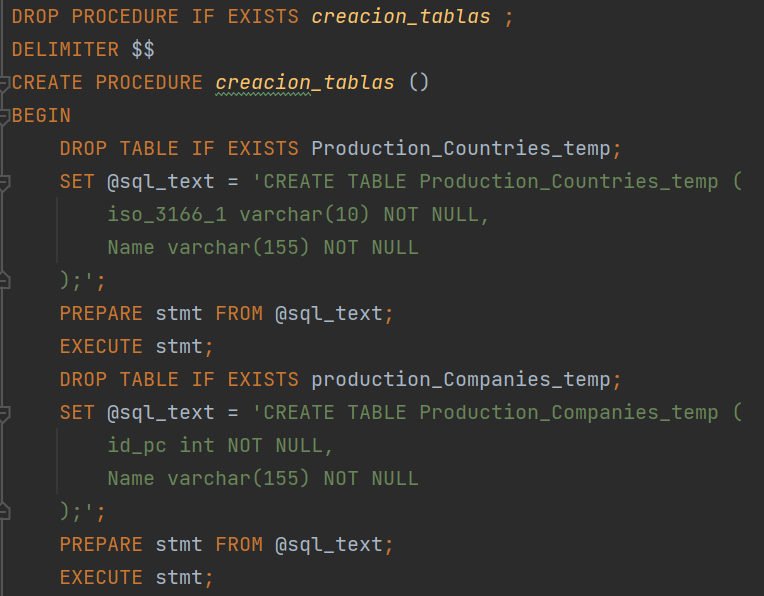 DROP PROCEDURE IF EXISTS creacion_tablas ;
DELIMITER $$
CREATE PROCEDURE creacion_tablas ()
BEGIN
    DROP TABLE IF EXISTS Production_Countries_temp;
    SET @sql_text = 'CREATE TABLE Production_Countries_temp (
        iso_3166_1 varchar(10) NOT NULL,
        Name varchar(155) NOT NULL
    );';
    PREPARE stmt FROM @sql_text;
    EXECUTE stmt;
    DROP TABLE IF EXISTS production_Companies_temp;
    SET @sql_text = 'CREATE TABLE Production_Companies_temp (
        id_pc int NOT NULL,
        Name varchar(155) NOT NULL
    );';
    PREPARE stmt FROM @sql_text;
    EXECUTE stmt;